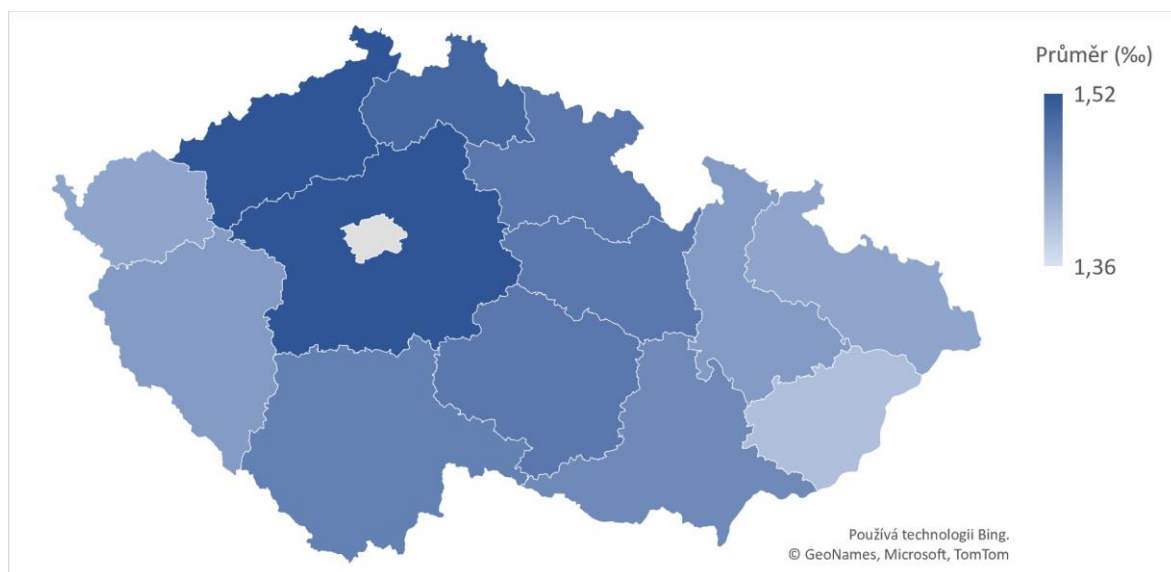 Průměr (‰)
1,52
1,36
Používá technologii Bing.
© GeoNames, Microsoft, TomTom